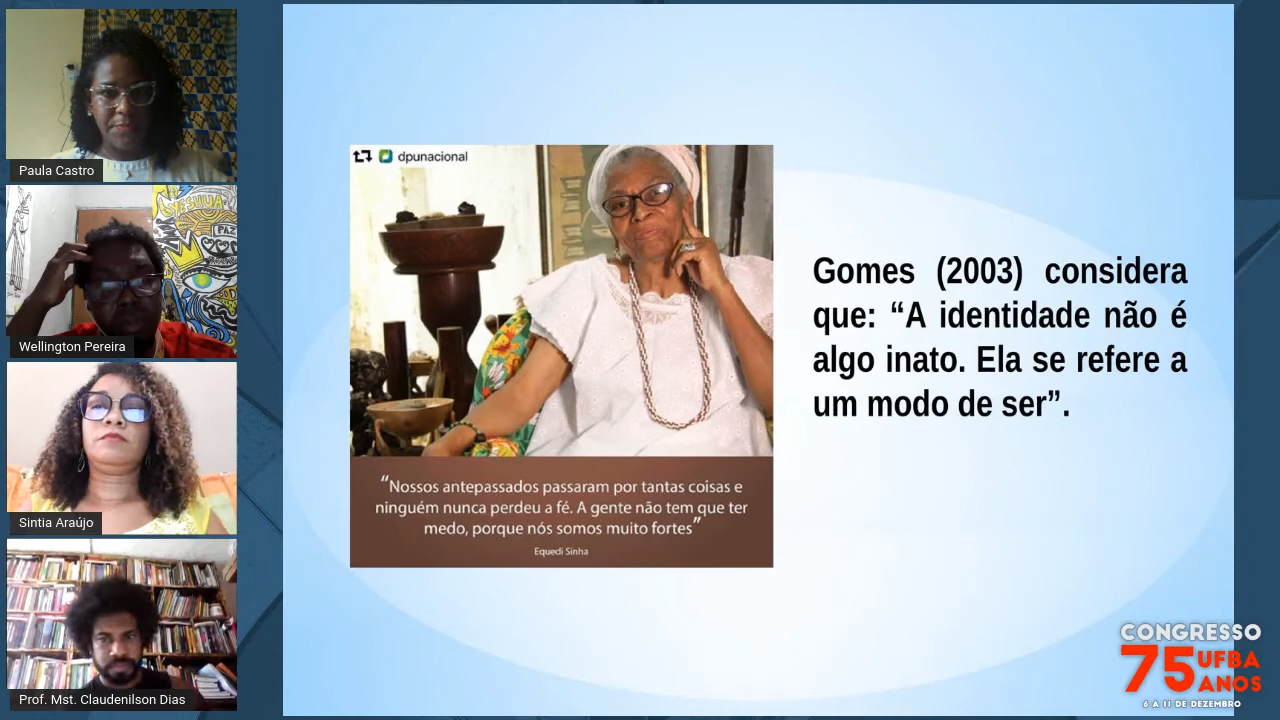 Paula Castro
YESHUA
PAZ
Wellington Pereira
Sintia Araújo
Prof. Mst. Claudenilson Dias
dpunacional
“Nossos antepassados passaram por tantas coisas e
ninguém nunca perdeu a fé. A gente não tem que ter
medo, porque nós somos muito fortes”
Equedi Sinha
Gomes (2003) considera
que: “A identidade não é
algo inato. Ela se refere a
um modo de ser”.
CONGRESSO
75 UFBA
ANOS
6 A 11 DE DEZEMBRO